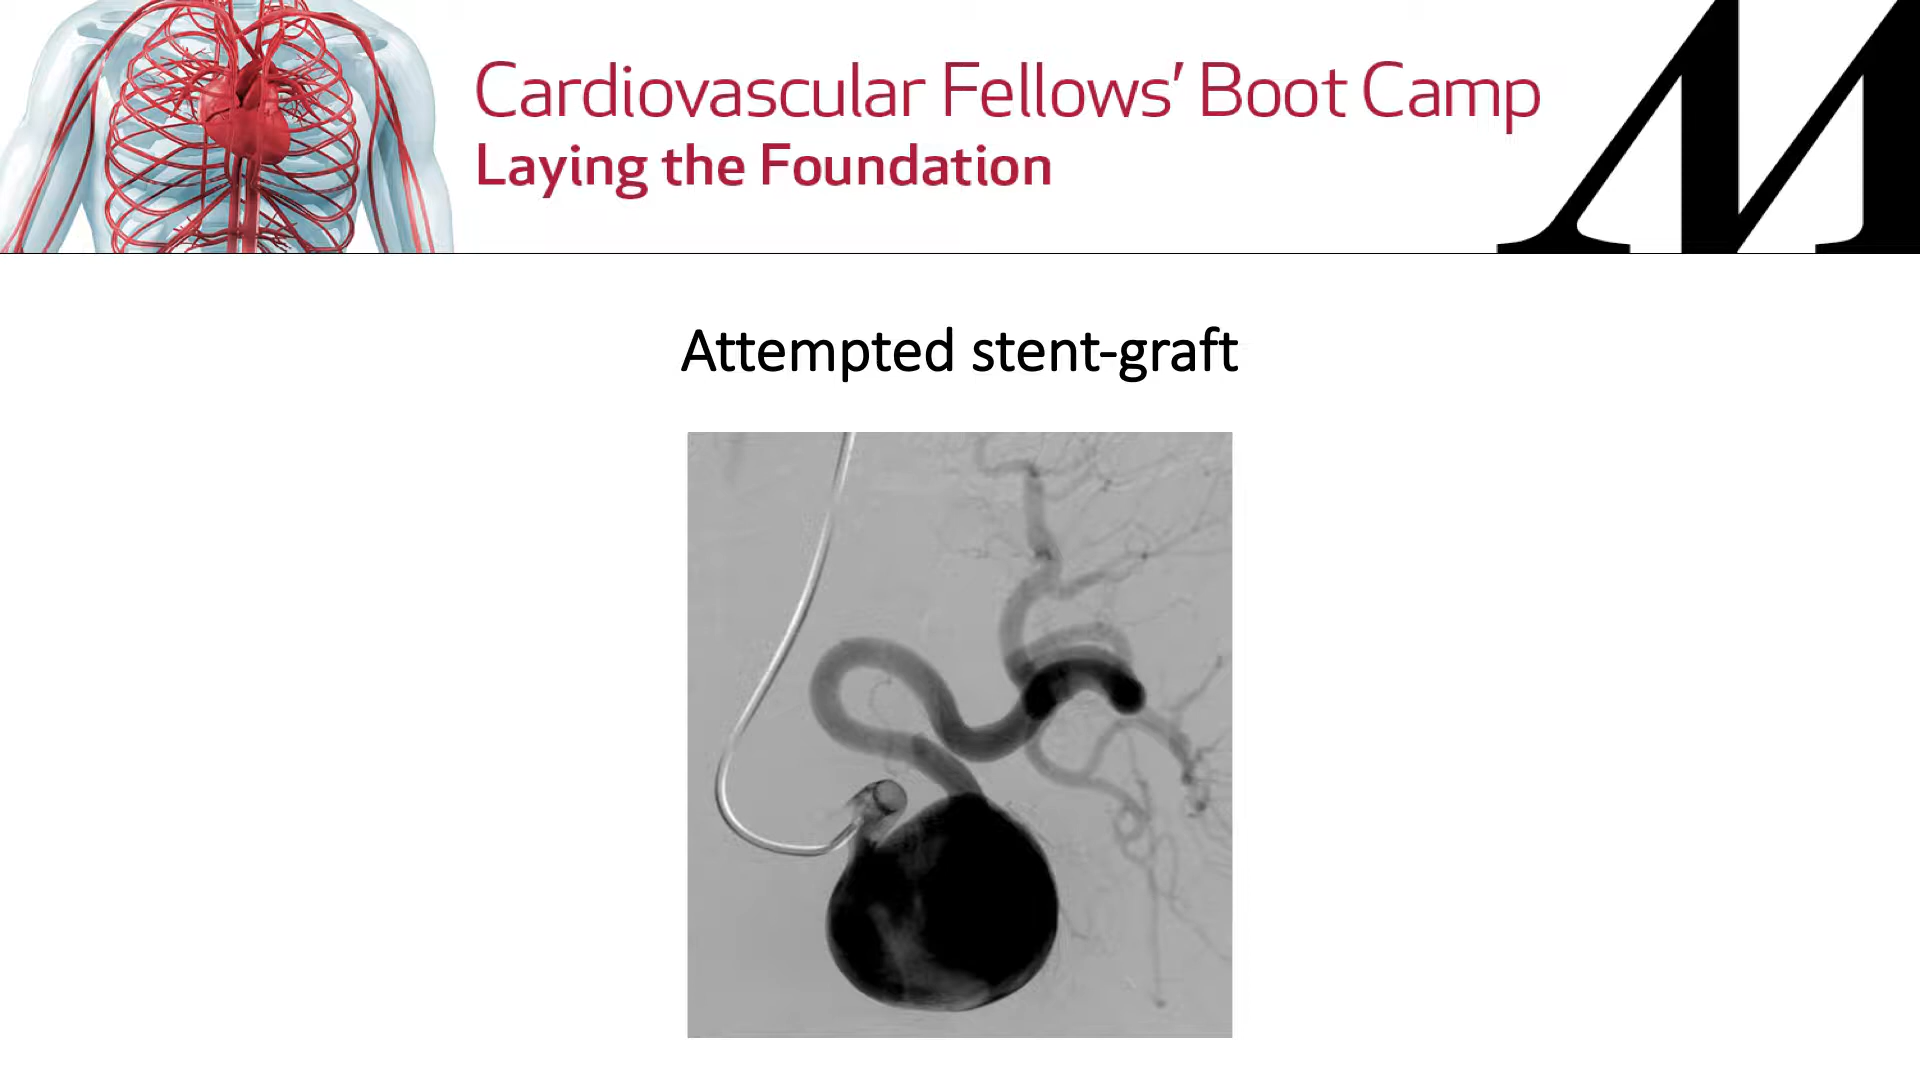 Cardiovascular Fellows’ Boot Camp
Laying the Foundation
M
Attempted stent-graft